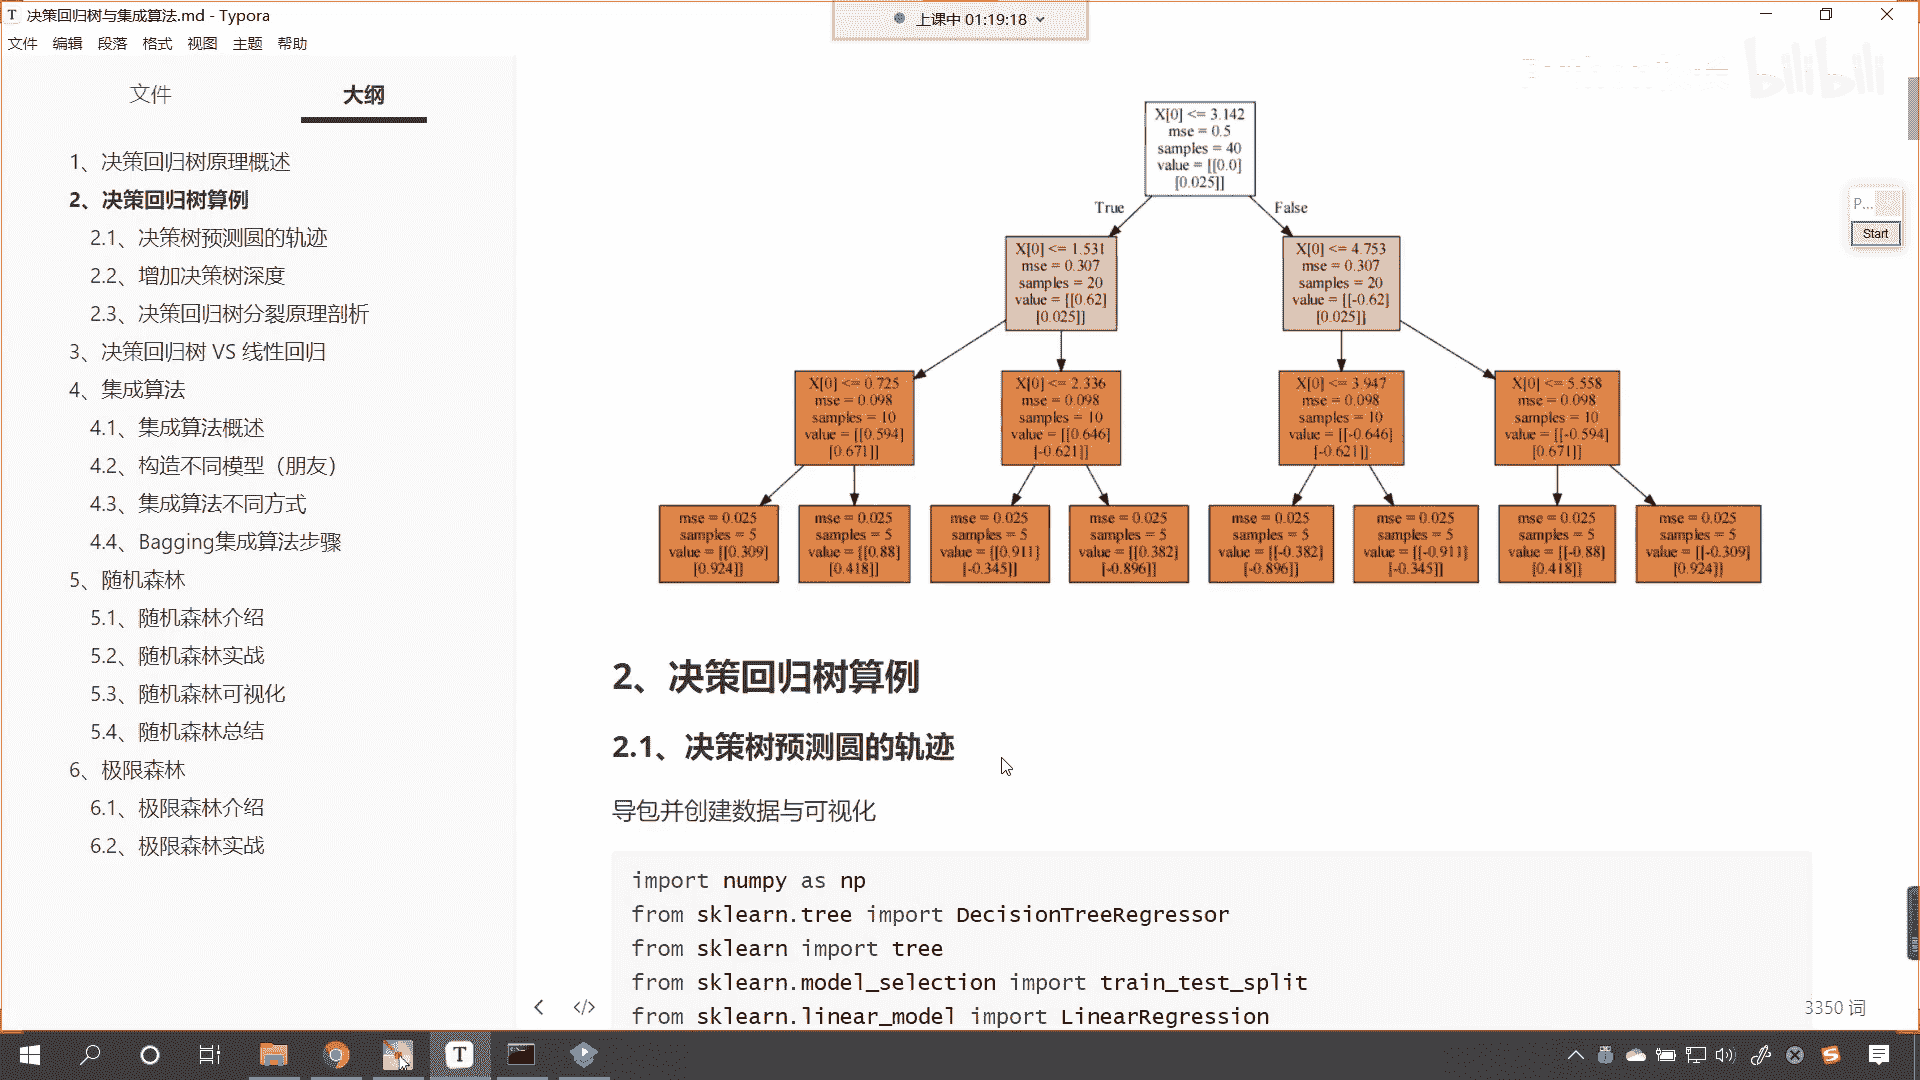 决策回归树与集成算法.md - Typora
上课中 01:19:18
文件 编辑 段落 格式 视图 主题 帮助
文件 大纲
1、决策回归树原理概述
2、决策回归树算例
2.1、决策树预测圆的轨迹
2.2、增加决策树深度
2.3、决策回归树分裂原理剖析
3、决策回归树 VS 线性回归
4、集成算法
4.1、集成算法概述
4.2、构造不同模型（朋友）
4.3、集成算法不同方式
4.4、Bagging集成算法步骤
5、随机森林
5.1、随机森林介绍
5.2、随机森林实战
5.3、随机森林可视化
5.4、随机森林总结
6、极限森林
6.1、极限森林介绍
6.2、极限森林实战
bilibili
P...
Start
X[0] <= 3.142
mse = 0.5
samples = 40
value = [[0.0]
[0.025]]
True
False
X[0] <= 1.531
mse = 0.307
samples = 20
value = [[0.62]
[0.025]]
X[0] <= 4.753
mse = 0.307
samples = 20
value = [[-0.62]
[0.025]]
X[0] <= 0.725
mse = 0.098
samples = 10
value = [[0.594]
[0.671]]
X[0] <= 2.336
mse = 0.098
samples = 10
value = [[0.646]
[-0.621]]
X[0] <= 3.947
mse = 0.098
samples = 10
value = [[-0.646]
[-0.621]]
X[0] <= 5.558
mse = 0.098
samples = 10
value = [[-0.594]
[0.671]]
mse = 0.025
samples = 5
value = [[0.309]
[0.924]]
mse = 0.025
samples = 5
value = [[0.88]
[0.418]]
mse = 0.025
samples = 5
value = [[0.911]
[-0.345]]
mse = 0.025
samples = 5
value = [[0.382]
[-0.896]]
mse = 0.025
samples = 5
value = [[-0.382]
[-0.896]]
mse = 0.025
samples = 5
value = [[-0.911]
[-0.345]]
mse = 0.025
samples = 5
value = [[-0.88]
[0.418]]
mse = 0.025
samples = 5
value = [[-0.309]
[0.924]]
2、决策回归树算例
2.1、决策树预测圆的轨迹
导包并创建数据与可视化
import numpy as np
from sklearn.tree import DecisionTreeRegressor
from sklearn import tree
from sklearn.model_selection import train_test_split
from sklearn.linear_model import LinearRegression
3350 词